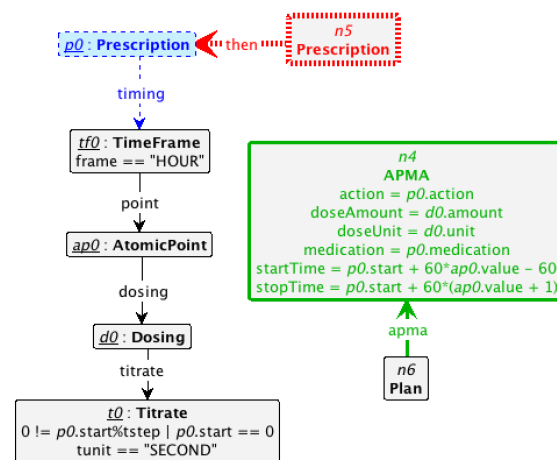 p0 : Prescription
then
n5
Prescription
timing
tf0 : TimeFrame
frame == "HOUR"
point
ap0 : AtomicPoint
dosing
d0 : Dosing
titrate
t0 : Titrate
0 != p0.start%tstep | p0.start == 0
tunit == "SECOND"
n4
APMA
action = p0.action
doseAmount = d0.amount
doseUnit = d0.unit
medication = p0.medication
startTime = p0.start + 60*ap0.value - 60
stopTime = p0.start + 60*(ap0.value + 1)
apma
n6
Plan